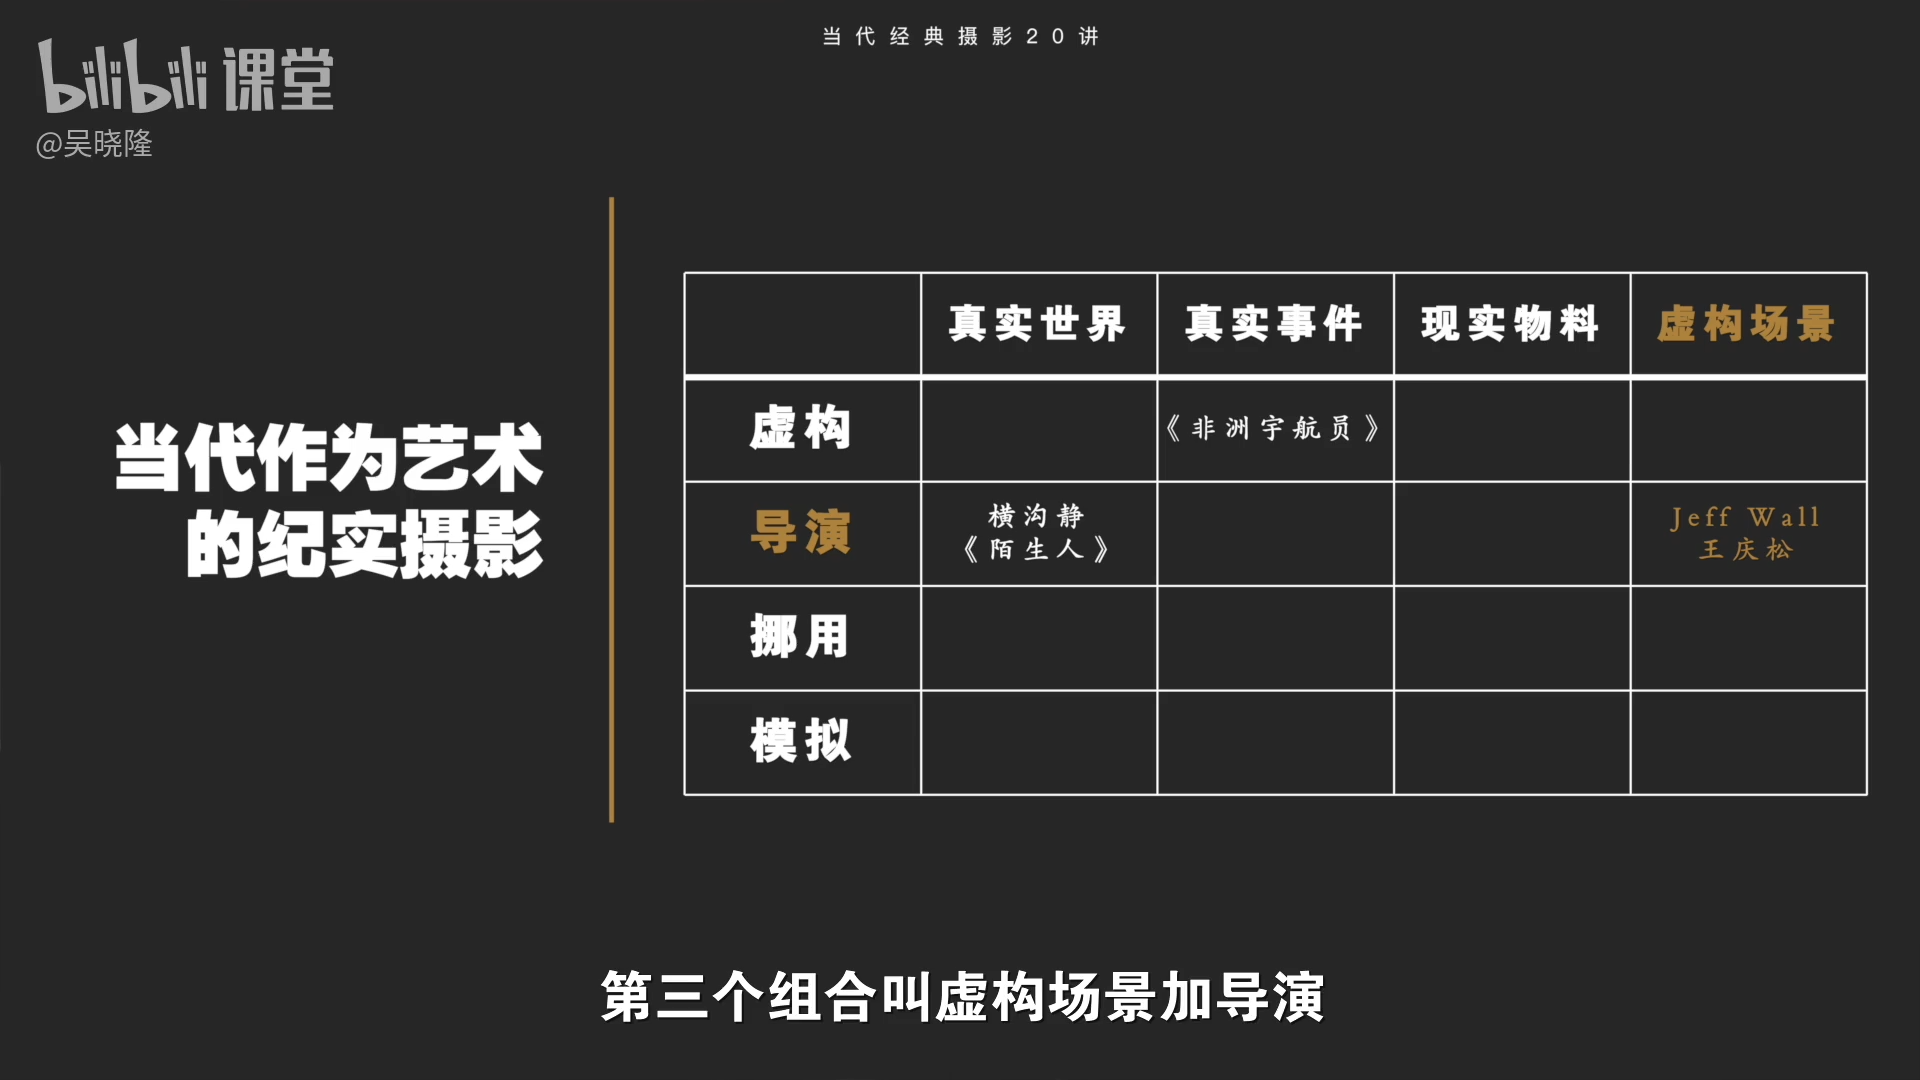 当代经典摄影20讲
bilibili课堂
@吴晓隆
当代作为艺术
的纪实摄影
真实世界 真实事件 现实物料 虚构场景
虚构 《非洲宇航员》
导演 横沟静 《陌生人》 Jeff Wall 王庆松
挪用
模拟
第三个组合叫虚构场景加导演